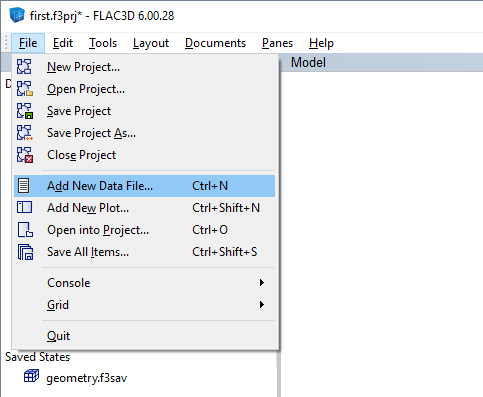 first.f3prj* - FLAC3D 6.00.28
File Edit Tools Layout Documents Panes Help
Model
New Project...
Open Project...
Save Project
Save Project As...
Close Project
Add New Data File... Ctrl+N
Add New Plot... Ctrl+Shift+N
Open into Project... Ctrl+O
Save All Items... Ctrl+Shift+S
Console
Grid
Quit
Saved States
geometry.f3sav